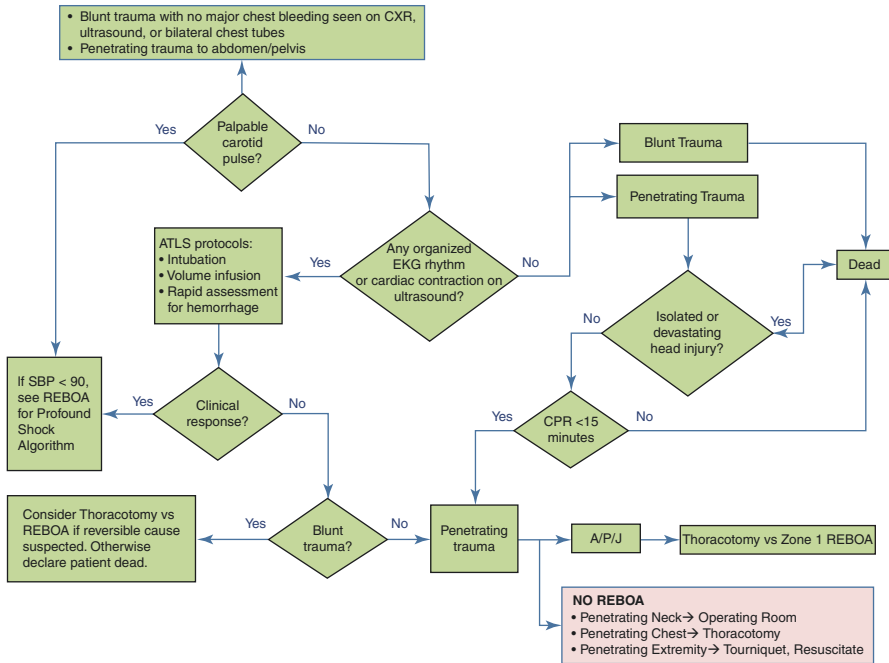 • Blunt trauma with no major chest bleeding seen on CXR,
ultrasound, or bilateral chest tubes
• Penetrating trauma to abdomen/pelvis
Yes
Palpable
carotid
pulse?
No
Blunt Trauma
Penetrating Trauma
ATLS protocols:
• Intubation
• Volume infusion
• Rapid assessment
for hemorrhage
Yes
Any organized
EKG rhythm
or cardiac contraction on
ultrasound?
No
Dead
No
Isolated or
devastating
head injury?
Yes
If SBP < 90,
see REBOA
for Profound
Shock
Algorithm
Yes
Clinical
response?
No
Yes
CPR <15
minutes
No
Consider Thoracotomy vs
REBOA if reversible cause
suspected. Otherwise
declare patient dead.
Yes
Blunt
trauma?
No
Penetrating
trauma
A/P/J
Thoracotomy vs Zone 1 REBOA
NO REBOA
• Penetrating Neck→ Operating Room
• Penetrating Chest→ Thoracotomy
• Penetrating Extremity→ Tourniquet, Resuscitate